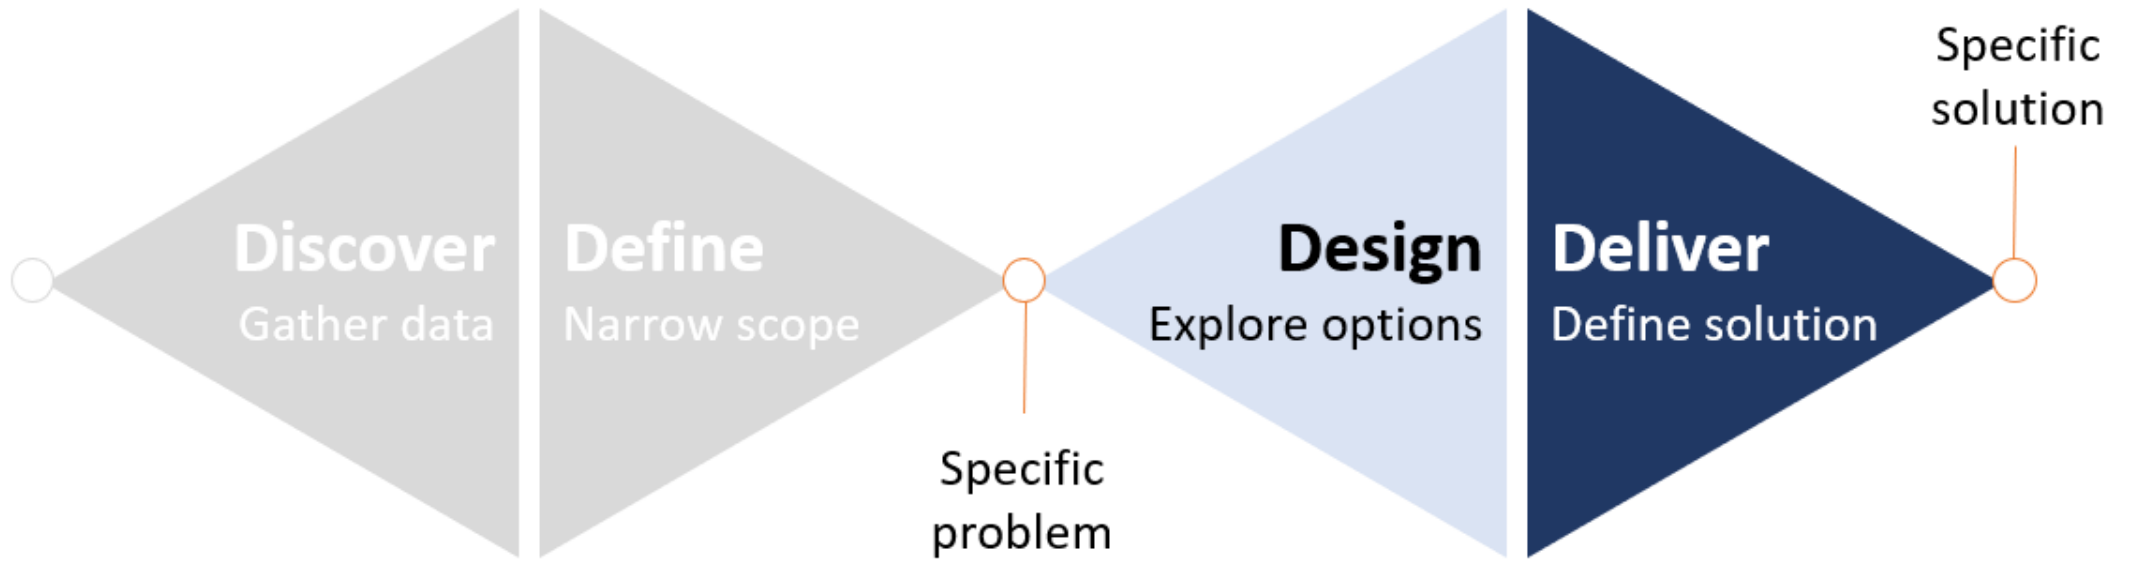 Discover
Gather data
Define
Narrow scope
Specific
problem
Design
Explore options
Deliver
Define solution
Specific
solution